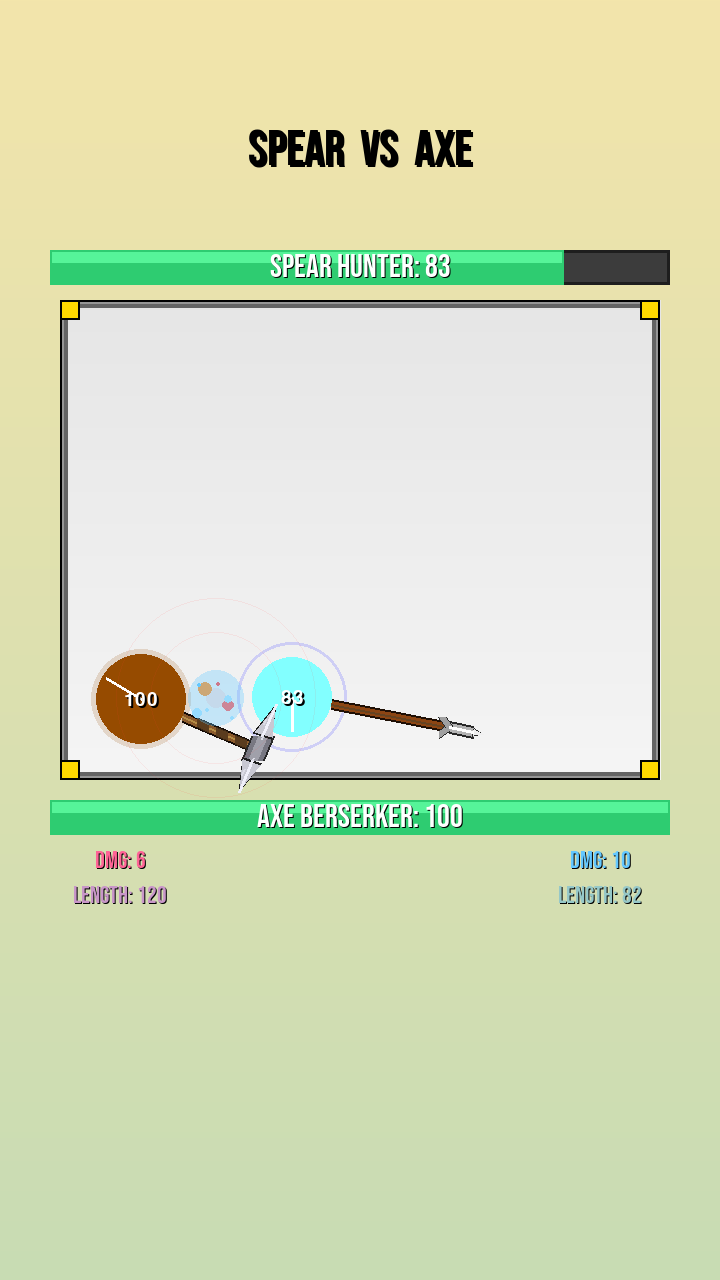 SPEAR VS AXE
SPEAR HUNTER: 83
100
83
AXE BERSERKER: 100
DMG: 6
DMG: 10
LENGTH: 120
LENGTH: 82